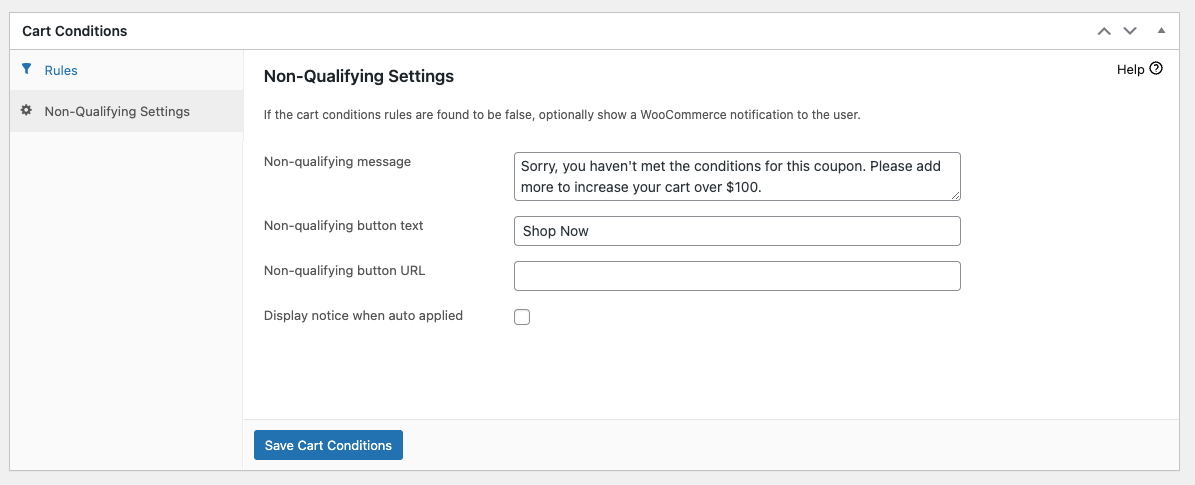 Cart Conditions
Rules
Non-Qualifying Settings
Non-Qualifying Settings
Help
If the cart conditions rules are found to be false, optionally show a WooCommerce notification to the user.
Non-qualifying message
Sorry, you haven't met the conditions for this coupon. Please add
more to increase your cart over $100.
Non-qualifying button text
Shop Now
Non-qualifying button URL
Display notice when auto applied
Save Cart Conditions